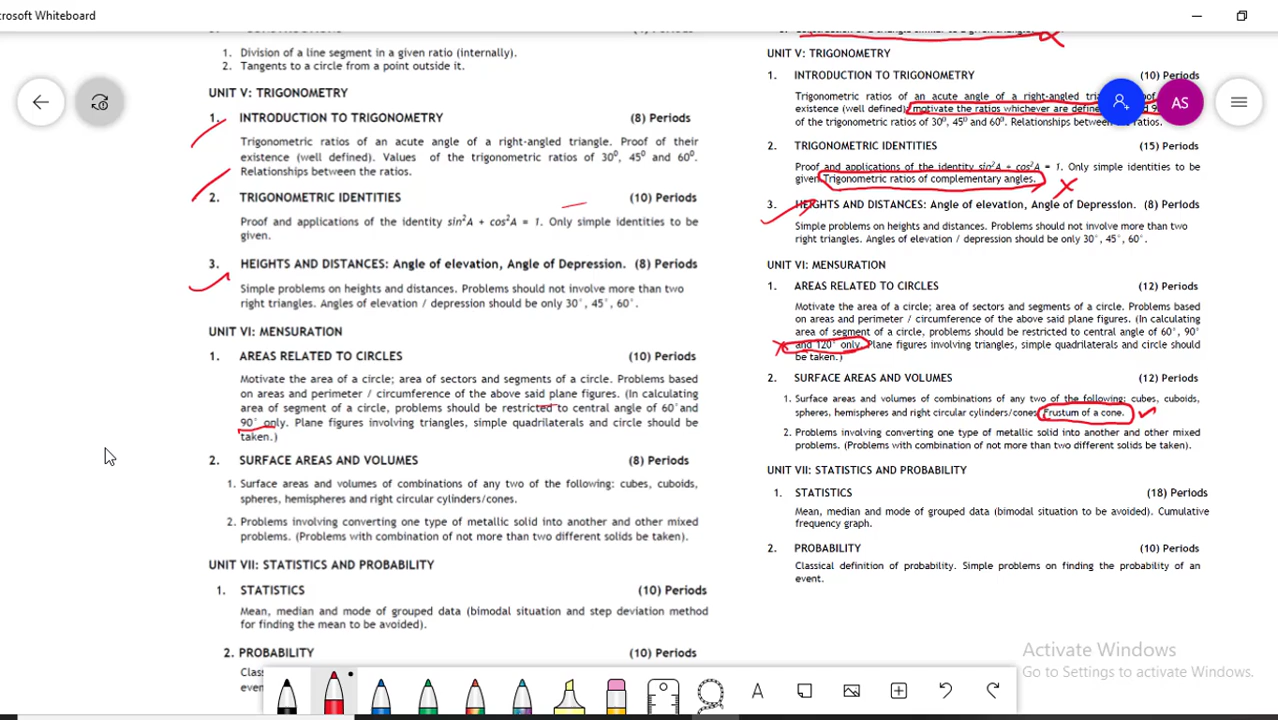 crosoft Whiteboard
1. Division of a line segment in a given ratio (internally).
2. Tangents to a circle from a point outside it.
UNIT V: TRIGONOMETRY
1. INTRODUCTION TO TRIGONOMETRY (8) Periods
Trigonometric ratios of an acute angle of a right-angled triangle. Proof of their
existence (well defined). Values of the trigonometric ratios of 30⁰, 45⁰ and 60⁰.
Relationships between the ratios.
2. TRIGONOMETRIC IDENTITIES (10) Periods
Proof and applications of the identity sin²A + cos²A = 1. Only simple identities to be
given.
3. HEIGHTS AND DISTANCES: Angle of elevation, Angle of Depression. (8) Periods
Simple problems on heights and distances. Problems should not involve more than two
right triangles. Angles of elevation / depression should be only 30°, 45°, 60°.
UNIT VI: MENSURATION
1. AREAS RELATED TO CIRCLES (10) Periods
Motivate the area of a circle; area of sectors and segments of a circle. Problems based
on areas and perimeter / circumference of the above said plane figures. (In calculating
area of segment of a circle, problems should be restricted to central angle of 60° and
90° only. Plane figures involving triangles, simple quadrilaterals and circle should be
taken.)
2. SURFACE AREAS AND VOLUMES (8) Periods
1. Surface areas and volumes of combinations of any two of the following: cubes, cuboids,
spheres, hemispheres and right circular cylinders/cones.
2. Problems involving converting one type of metallic solid into another and other mixed
problems. (Problems with combination of not more than two different solids be taken).
UNIT VII: STATISTICS AND PROBABILITY
1. STATISTICS (10) Periods
Mean, median and mode of grouped data (bimodal situation and step deviation method
for finding the mean to be avoided).
2. PROBABILITY (10) Periods
UNIT V: TRIGONOMETRY
1. INTRODUCTION TO TRIGONOMETRY (10) Periods
Trigonometric ratios of an acute angle of a right-angled
existence (well defined); motivate the ratios whichever are
of the trigonometric ratios of 30⁰, 45⁰ and 60⁰. Relationships between ratios.
AS
2. TRIGONOMETRIC IDENTITIES (15) Periods
Proof and applications of the identity sin²A + cos²A = 1. Only simple identities to be
given. Trigonometric ratios of complementary angles.
3. HEIGHTS AND DISTANCES: Angle of elevation, Angle of Depression. (8) Periods
Simple problems on heights and distances. Problems should not involve more than two
right triangles. Angles of elevation / depression should be only 30°, 45°, 60°.
UNIT VI: MENSURATION
1. AREAS RELATED TO CIRCLES (12) Periods
Motivate the area of a circle; area of sectors and segments of a circle. Problems based
on areas and perimeter / circumference of the above said plane figures. (In calculating
area of segment of a circle, problems should be restricted to central angle of 60°, 90°
and 120° only. Plane figures involving triangles, simple quadrilaterals and circle should
be taken.)
2. SURFACE AREAS AND VOLUMES (12) Periods
1. Surface areas and volumes of combinations of any two of the following: cubes, cuboids,
spheres, hemispheres and right circular cylinders/cones. Frustum of a cone.
2. Problems involving converting one type of metallic solid into another and other mixed
problems. (Problems with combination of not more than two different solids be taken).
UNIT VII: STATISTICS AND PROBABILITY
1. STATISTICS (18) Periods
Mean, median and mode of grouped data (bimodal situation to be avoided). Cumulative
frequency graph.
2. PROBABILITY (10) Periods
Classical definition of probability. Simple problems on finding the probability of an
event.
Activate Windows
Go to Settings to activate Windows.
A